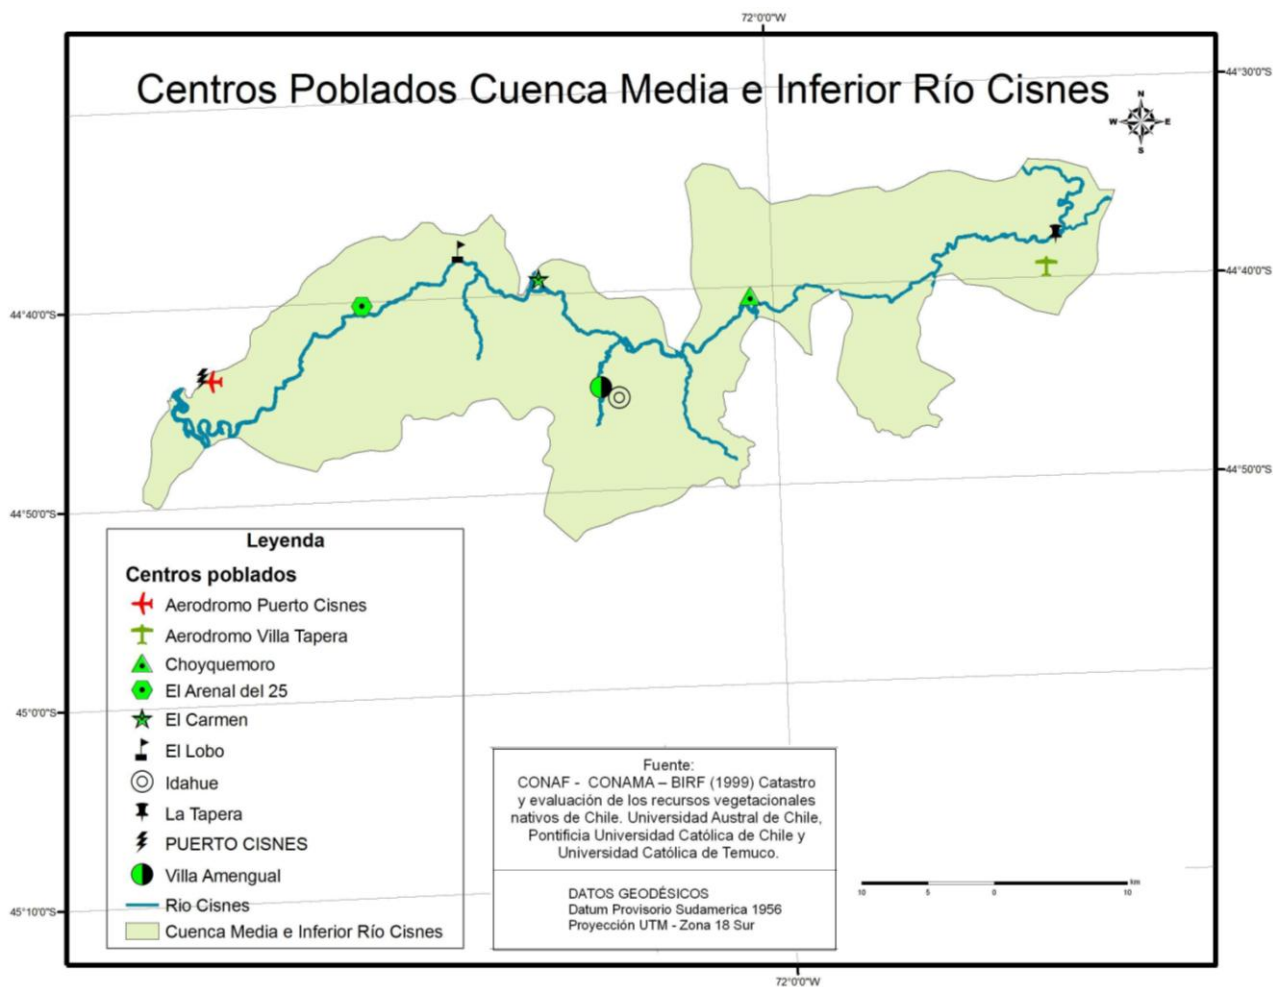 72°0'0"W
Centros Poblados Cuenca Media e Inferior Río Cisnes
44°30'0"S
N
W E
S
44°40'0"S
44°40'0"S
44°50'0"S
44°50'0"S
Leyenda
Centros poblados
Aerodromo Puerto Cisnes
Aerodromo Villa Tapera
Choyquemoro
El Arenal del 25
El Carmen
El Lobo
Idahue
La Tapera
PUERTO CISNES
Villa Amengual
Rio Cisnes
Cuenca Media e Inferior Río Cisnes
45°0'0"S
45°10'0"S
Fuente:
CONAF - CONAMA – BIRF (1999) Catastro
y evaluación de los recursos vegetacionales
nativos de Chile. Universidad Austral de Chile,
Pontificia Universidad Católica de Chile y
Universidad Católica de Temuco.
DATOS GEODÉSICOS
Datum Provisorio Sudamerica 1956
Proyección UTM - Zona 18 Sur
km
10 5 0 10
72°0'0"W